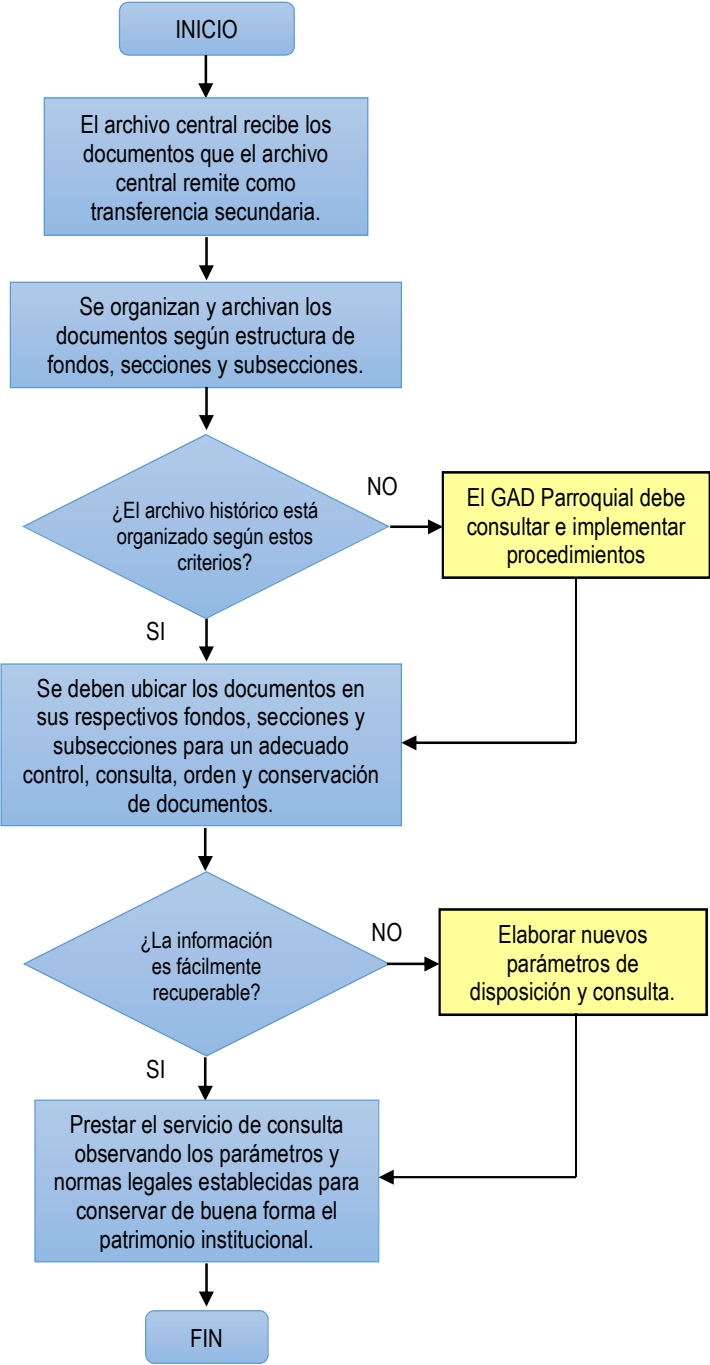 INICIO
El archivo central recibe los
documentos que el archivo
central remite como
transferencia secundaria.
Se organizan y archivan los
documentos según estructura de
fondos, secciones y subsecciones.
¿El archivo histórico está
organizado según estos
criterios?
NO
El GAD Parroquial debe
consultar e implementar
procedimientos
SI
Se deben ubicar los documentos en
sus respectivos fondos, secciones y
subsecciones para un adecuado
control, consulta, orden y conservación
de documentos.
¿La información
es fácilmente
recuperable?
NO
Elaborar nuevos
parámetros de
disposición y consulta.
SI
Prestar el servicio de consulta
observando los parámetros y
normas legales establecidas para
conservar de buena forma el
patrimonio institucional.
FIN